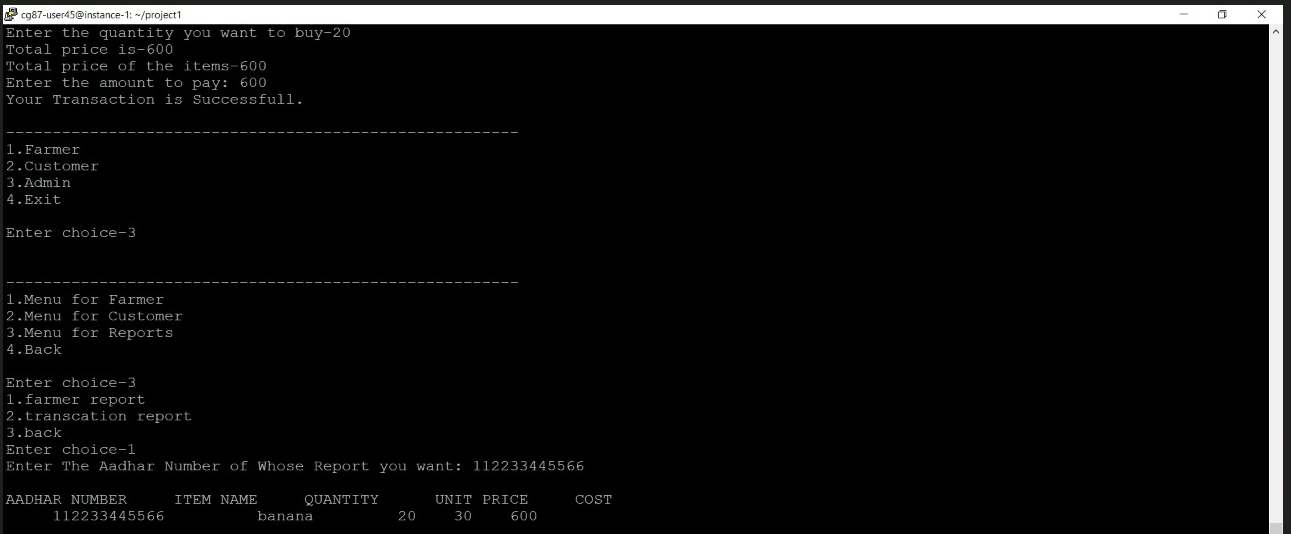 cg87-user45@instance-1: ~/project1
Enter the quantity you want to buy-20
Total price is-600
Total price of the items-600
Enter the amount to pay: 600
Your Transaction is Successfull.
-------------------------------------------------------
1.Farmer
2.Customer
3.Admin
4.Exit
Enter choice-3
-------------------------------------------------------
1.Menu for Farmer
2.Menu for Customer
3.Menu for Reports
4.Back
Enter choice-3
1.farmer report
2.transcation report
3.back
Enter choice-1
Enter The Aadhar Number of Whose Report you want: 112233445566
AADHAR NUMBER     ITEM NAME     QUANTITY      UNIT PRICE     COST
     112233445566          banana         20    30    600